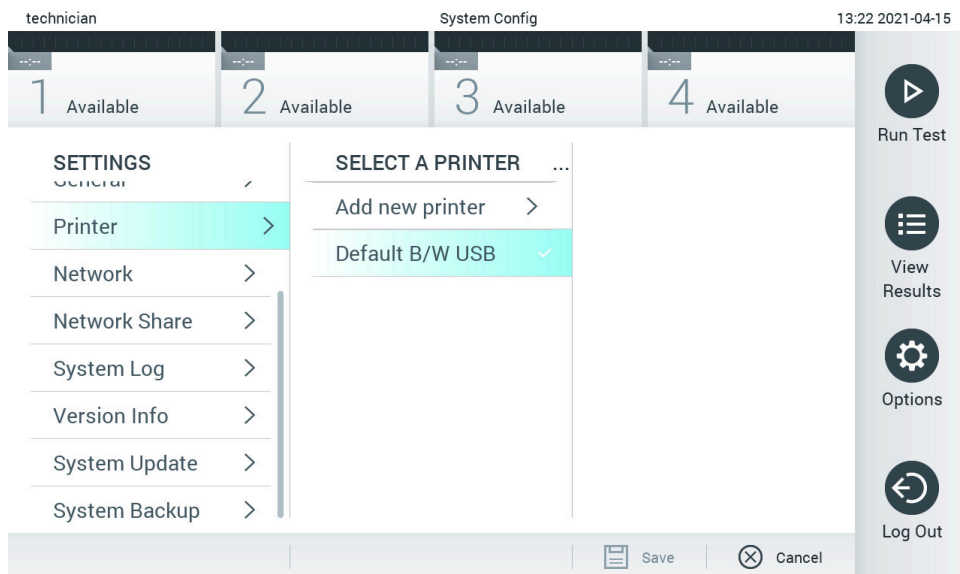 technician
System Config
13:22 2021-04-15
--:--
--:--
--:--
--:--
1 Available
2 Available
3 Available
4 Available
Run Test
View
Results
Options
Log Out
SETTINGS
General
Printer
Network
Network Share
System Log
Version Info
System Update
System Backup
SELECT A PRINTER ...
Add new printer
Default B/W USB
Save
Cancel